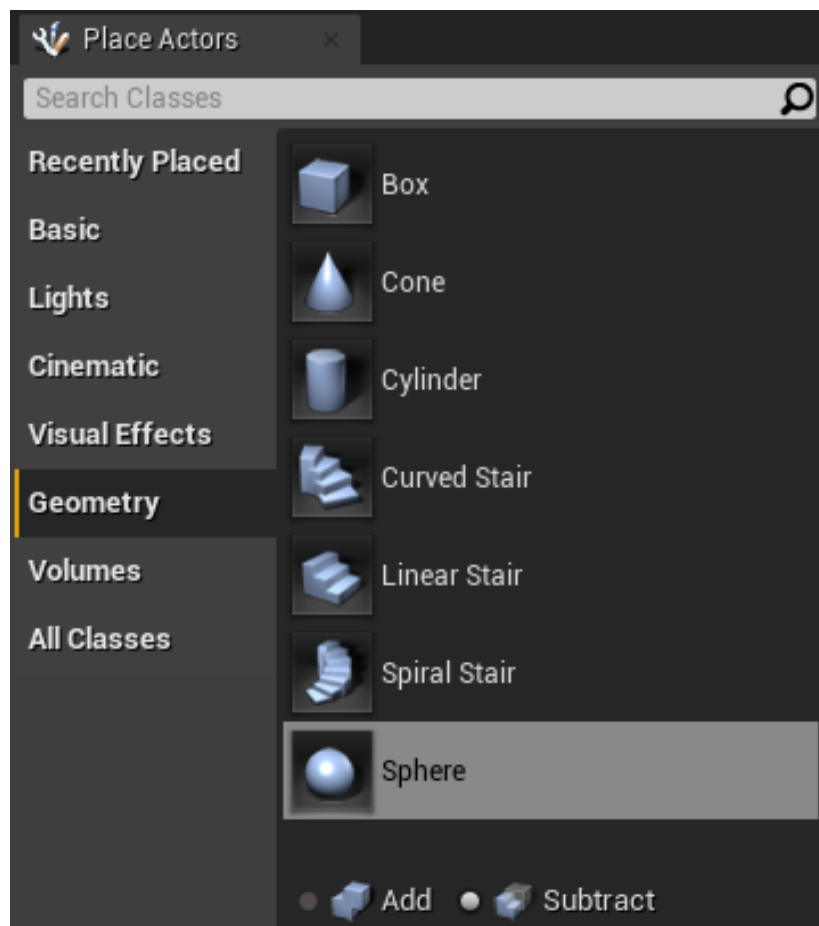 Place Actors
Search Classes
Recently Placed
Basic
Lights
Cinematic
Visual Effects
Geometry
Volumes
All Classes
Box
Cone
Cylinder
Curved Stair
Linear Stair
Spiral Stair
Sphere
Add Subtract